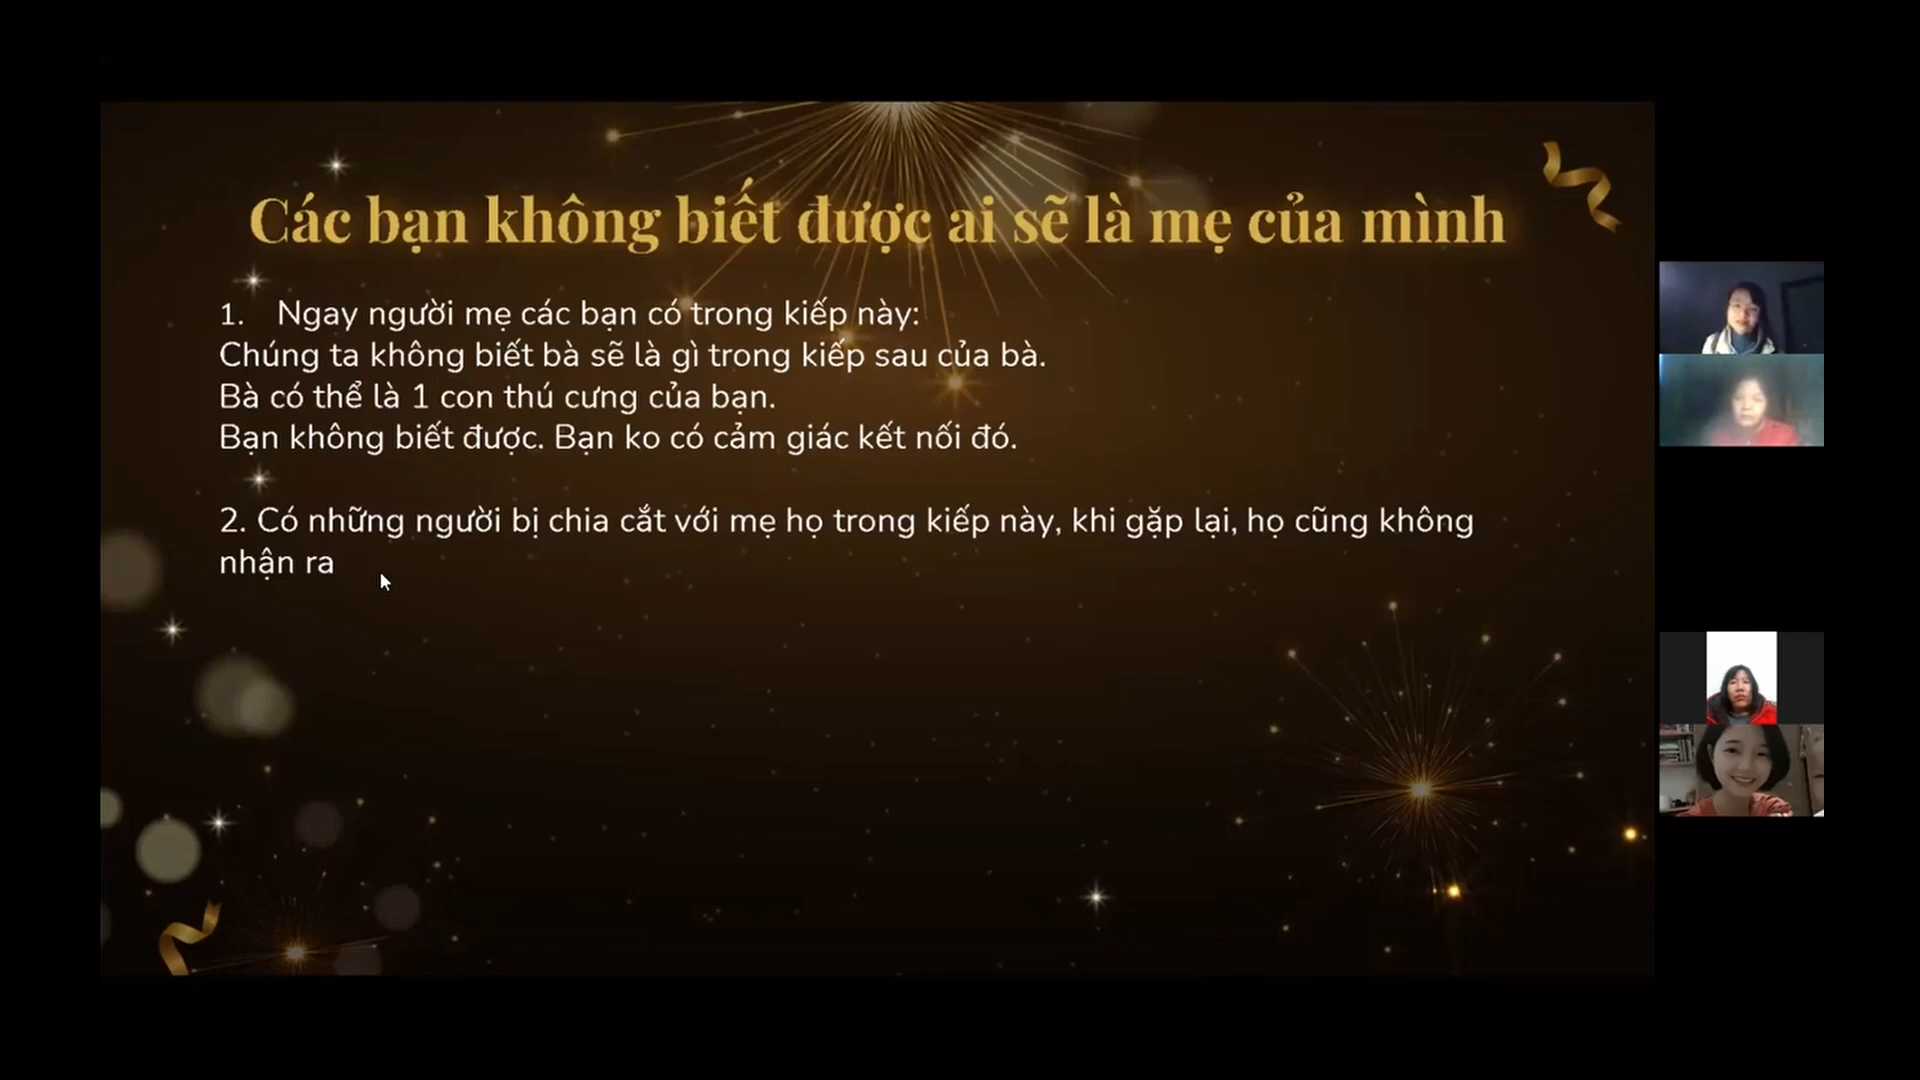 Các bạn không biết được ai sẽ là mẹ của mình
1. Ngay người mẹ các bạn có trong kiếp này:
Chúng ta không biết bà sẽ là gì trong kiếp sau của bà.
Bà có thể là 1 con thú cưng của bạn.
Bạn không biết được. Bạn ko có cảm giác kết nối đó.
2. Có những người bị chia cắt với mẹ họ trong kiếp này, khi gặp lại, họ cũng không
nhận ra